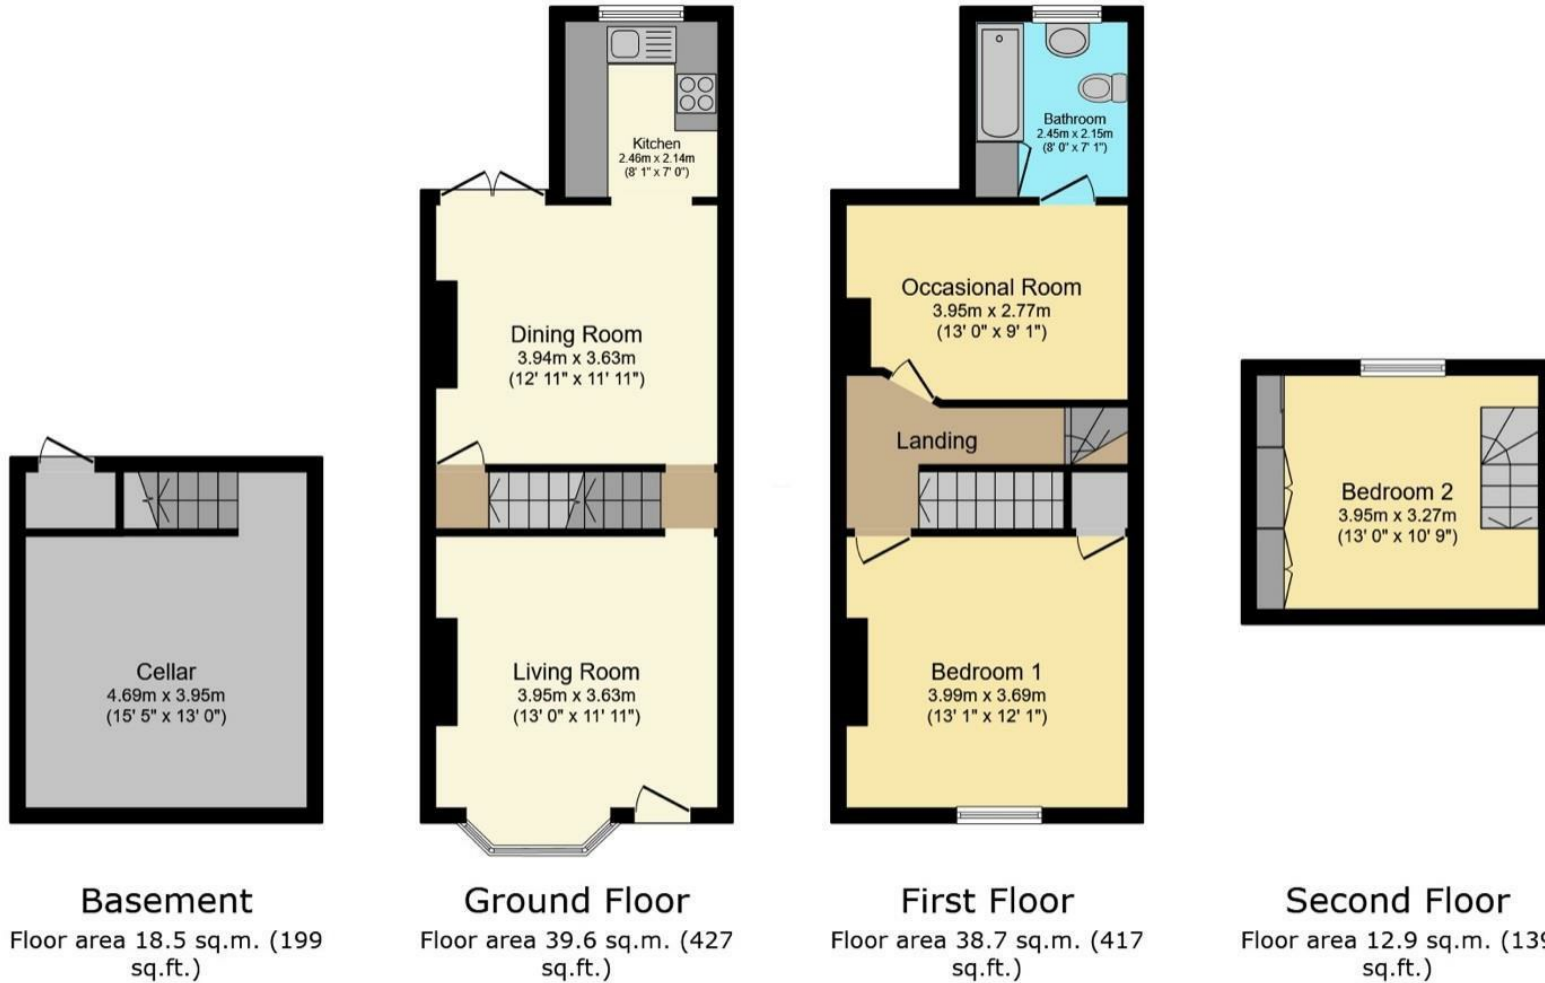 Kitchen
2.46m x 2.14m
(8' 1" x 7' 0")
Bathroom
2.45m x 2.15m
(8' 0" x 7' 1")
Dining Room
3.94m x 3.63m
(12' 11" x 11' 11")
Occasional Room
3.95m x 2.77m
(13' 0" x 9' 1")
Landing
Bedroom 2
3.95m x 3.27m
(13' 0" x 10' 9")
Cellar
4.69m x 3.95m
(15' 5" x 13' 0")
Living Room
3.95m x 3.63m
(13' 0" x 11' 11")
Bedroom 1
3.99m x 3.69m
(13' 1" x 12' 1")
Basement
Floor area 18.5 sq.m. (199
sq.ft.)
Ground Floor
Floor area 39.6 sq.m. (427
sq.ft.)
First Floor
Floor area 38.7 sq.m. (417
sq.ft.)
Second Floor
Floor area 12.9 sq.m. (139
sq.ft.)